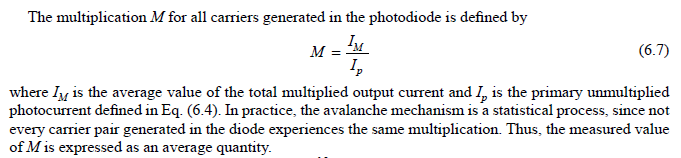 The multiplication M for all carriers generated in the photodiode is defined by
M = I_M / I_p (6.7)
where I_M is the average value of the total multiplied output current and I_p is the primary unmultiplied
photocurrent defined in Eq. (6.4). In practice, the avalanche mechanism is a statistical process, since not
every carrier pair generated in the diode experiences the same multiplication. Thus, the measured value
of M is expressed as an average quantity.